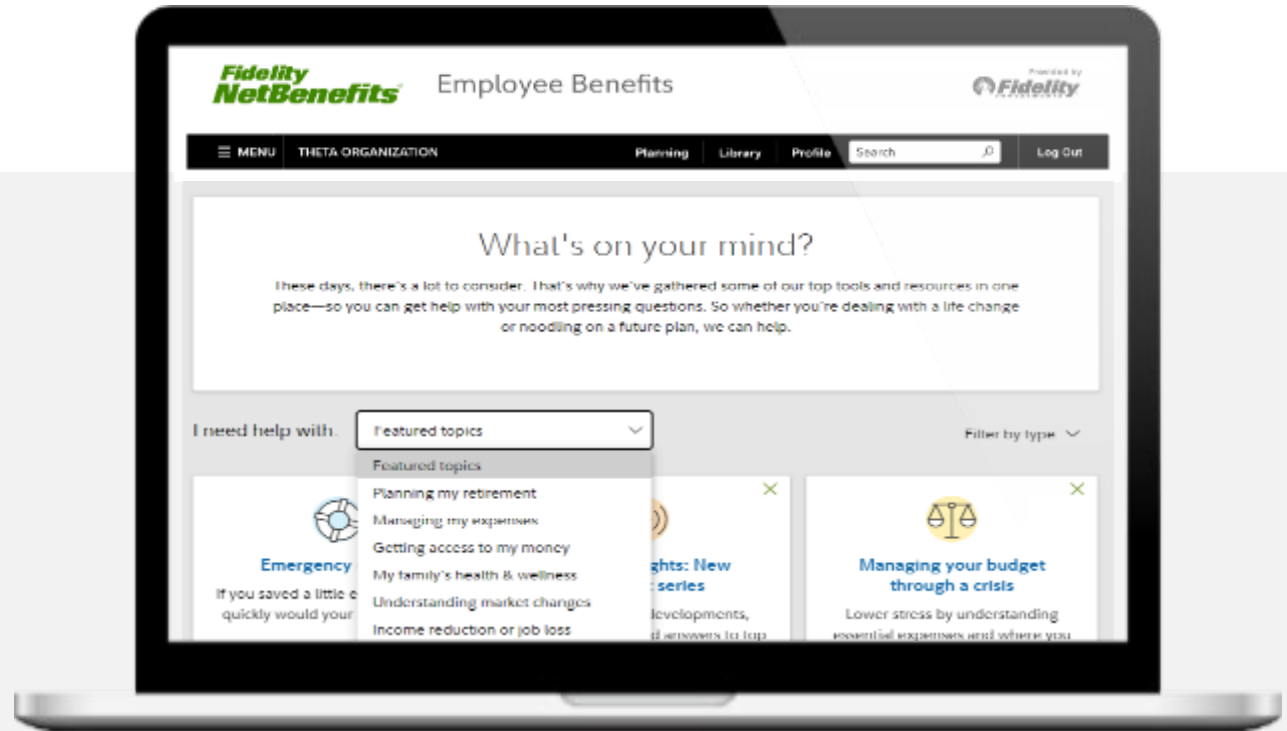 Fidelity
NetBenefits
Employee Benefits
Provided by
Fidelity
INVESTMENTS
MENU
THETA ORGANIZATION
Planning
Library
Profile
Search
Log Out
What's on your mind?
These days, there's a lot to consider. That's why we've gathered some of our top tools and resources in one
place—so you can get help with your most pressing questions. So whether you're dealing with a life change
or noodling on a future plan, we can help.
I need help with.
Featured topics
Filter by type
Featured topics
Planning my retirement
Managing my expenses
Getting access to my money
My family's health & wellness
Understanding market changes
Income reduction or job loss
Emergency
If you saved a little e
quickly would your
ghts: New
series
developments,
d answers to top
Managing your budget
through a crisis
Lower stress by understanding
essential expenses and where you